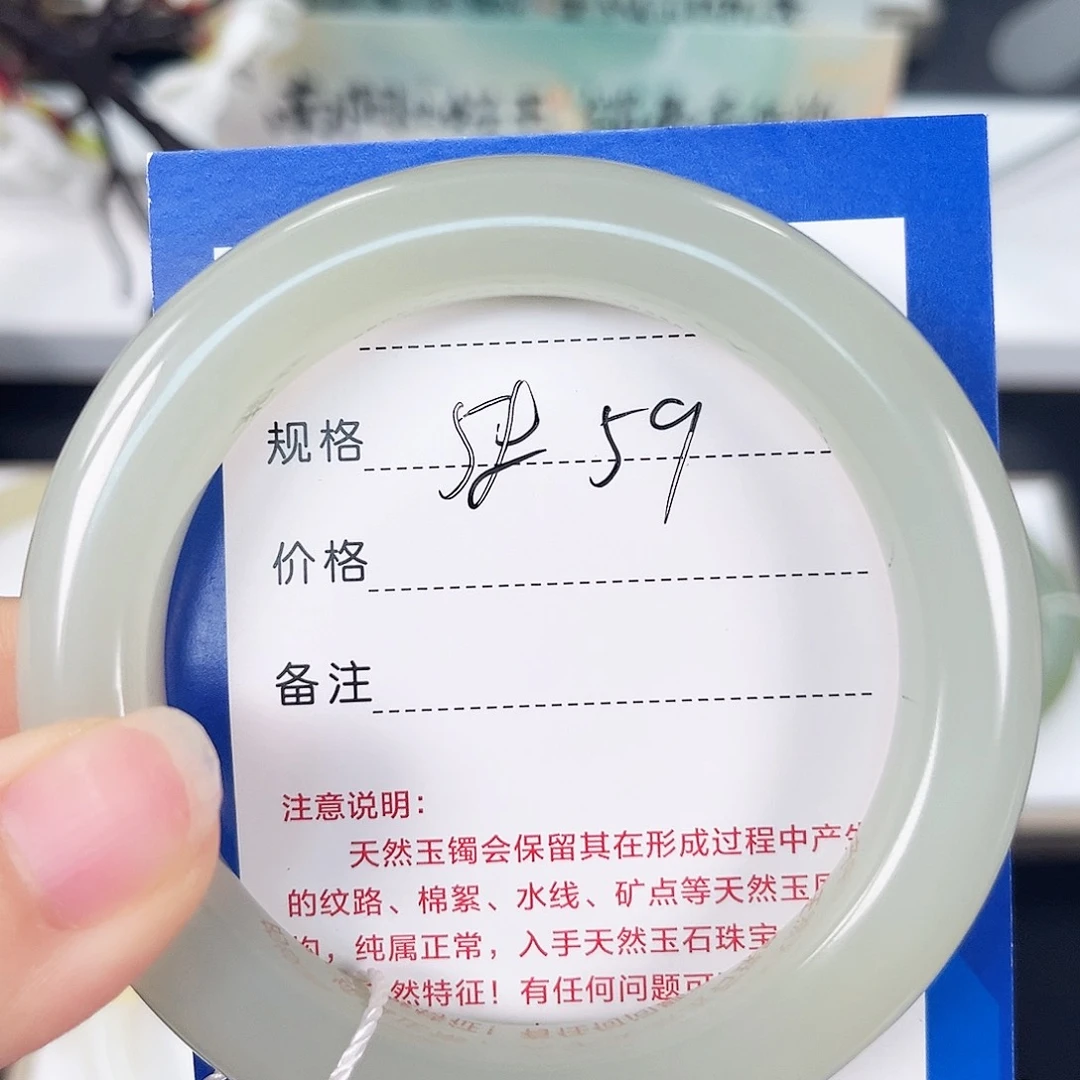 规格 59
价格
备注
注意说明：
天然玉镯会保留其在形成过程中产生
的纹路、棉絮、水线、矿点等天然玉
，纯属正常，入手天然玉石珠宝
然特征！有任何问题可